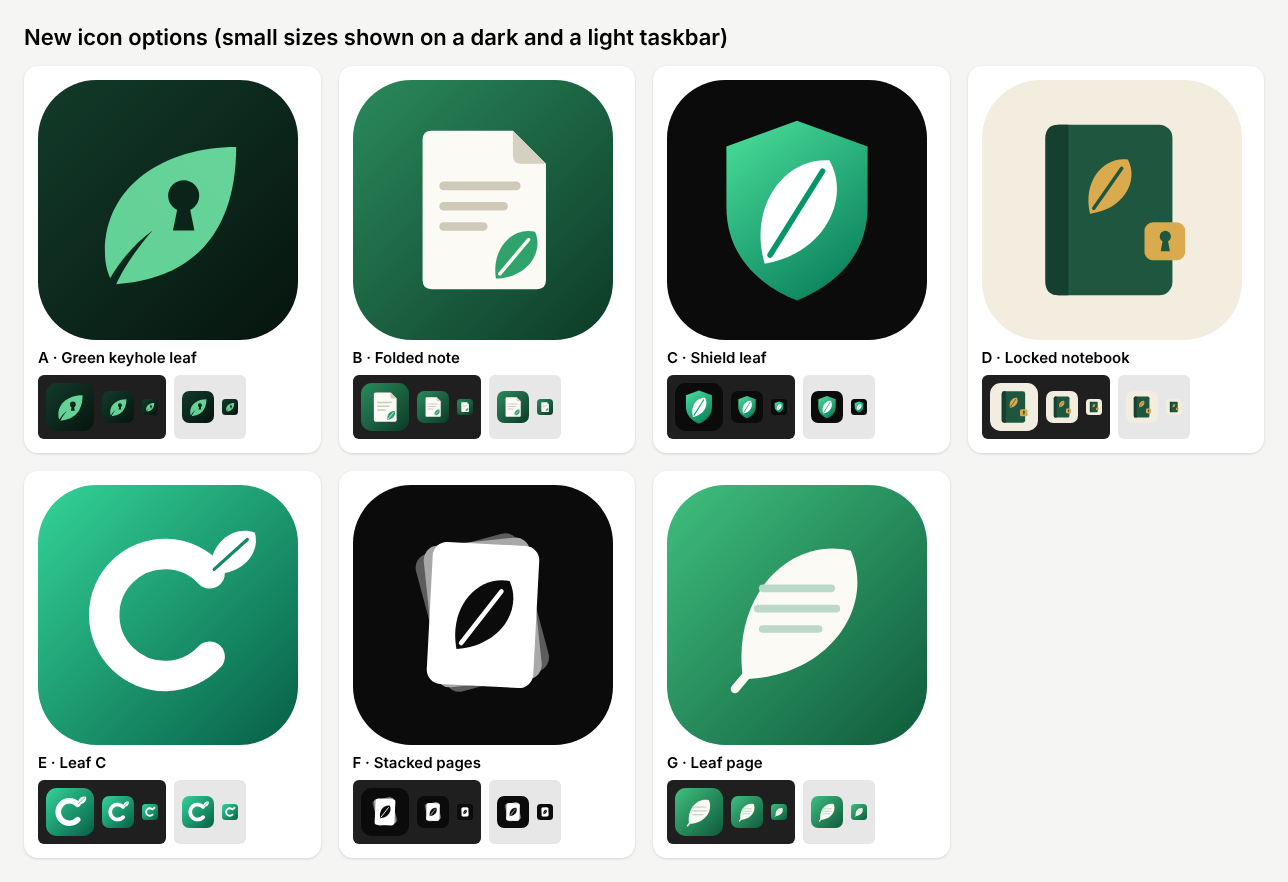 New icon options (small sizes shown on a dark and a light taskbar)
A · Green keyhole leaf
B · Folded note
C · Shield leaf
D · Locked notebook
E · Leaf C
F · Stacked pages
G · Leaf page